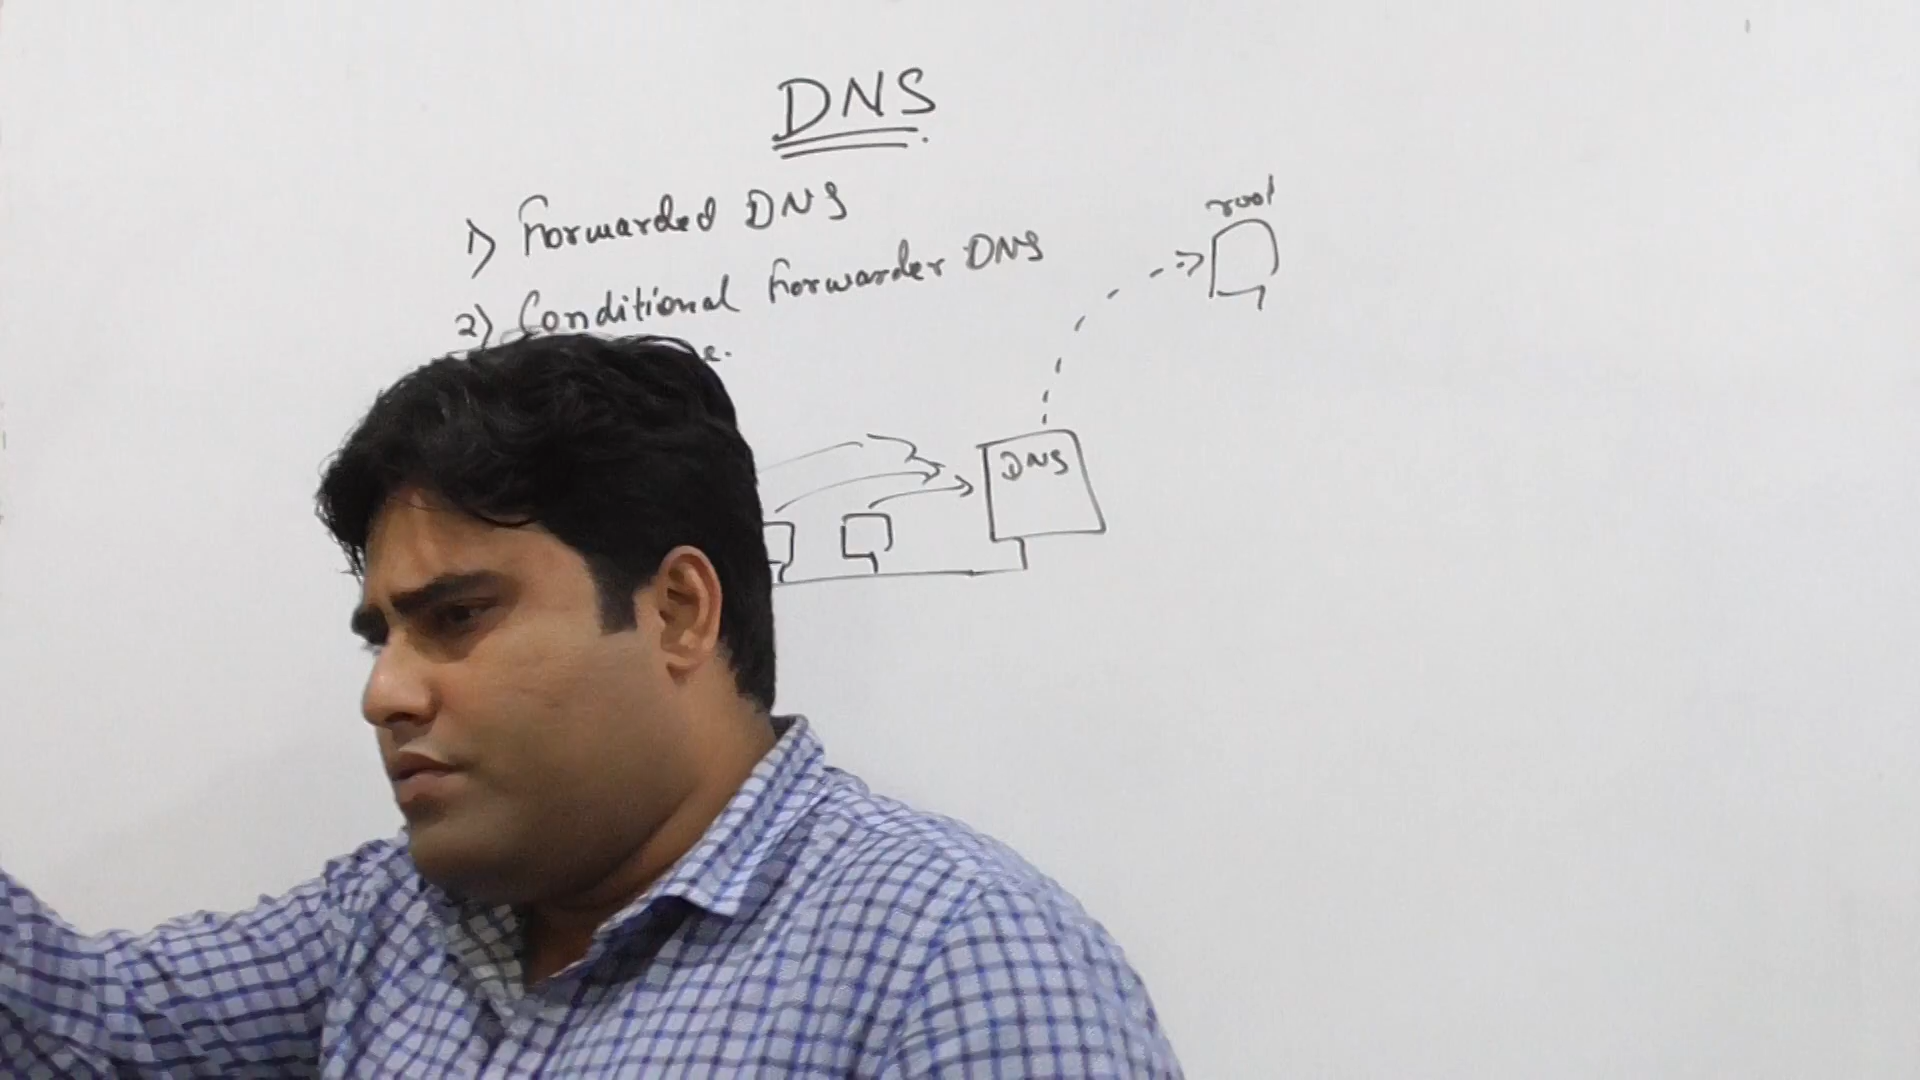 DNS
1) Forwarded DNS
root
2) Conditional Forwarder DNS
DNS